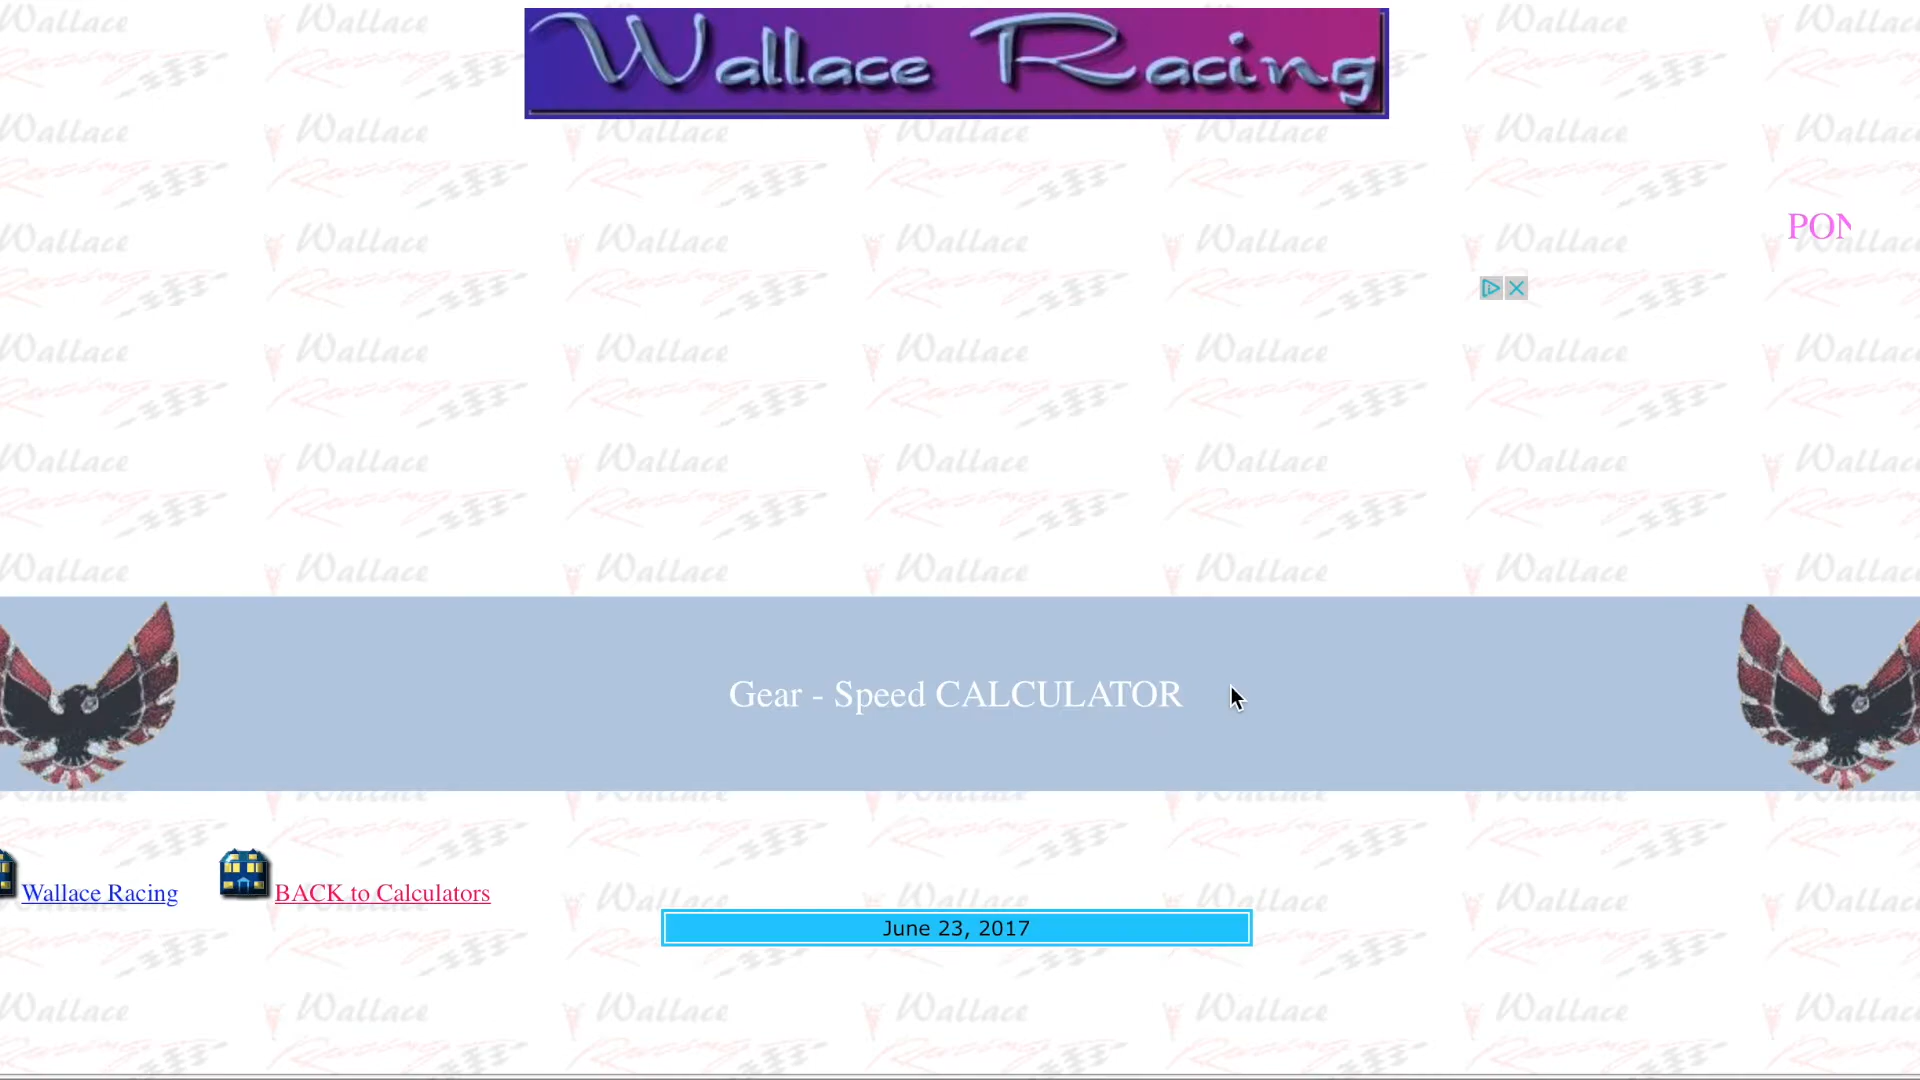 Wallace Racing
PON
Gear - Speed CALCULATOR
Wallace Racing
BACK to Calculators
June 23, 2017